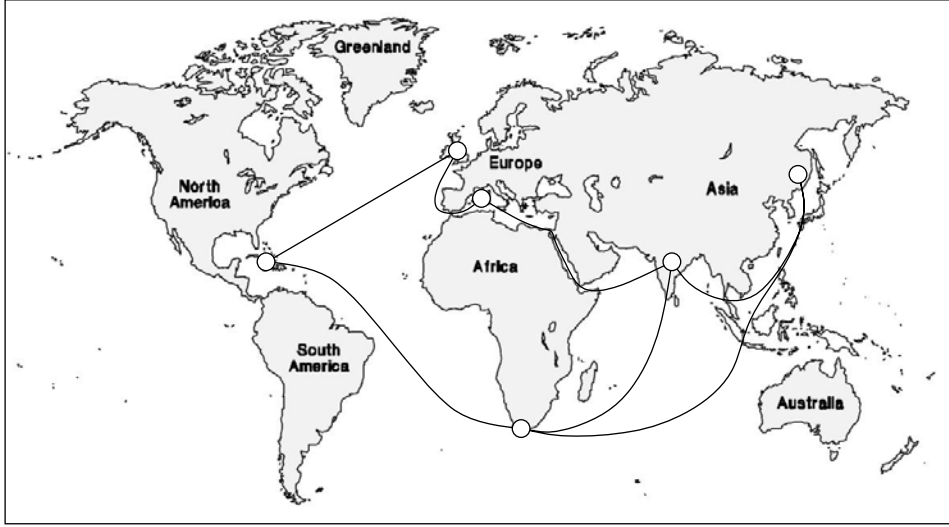 Greenland
Europe
North
America
Asia
Africa
South
America
Australia